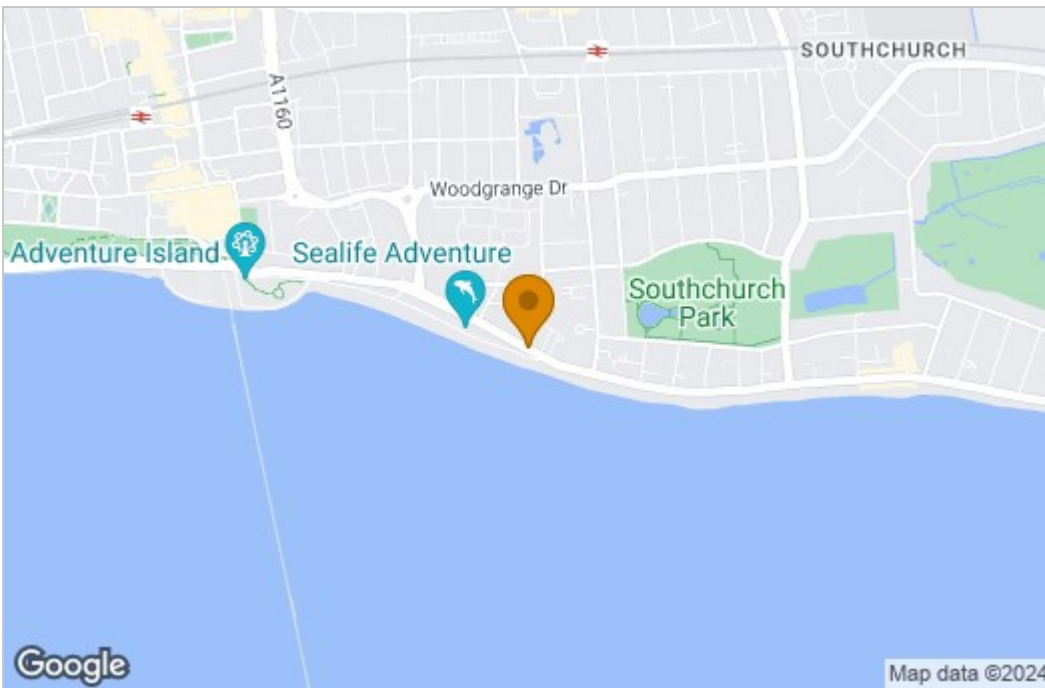 SOUTHCHURCH
A1160
Woodgrange Dr
Adventure Island
Sealife Adventure
Southchurch
Park
Google
Map data ©2024